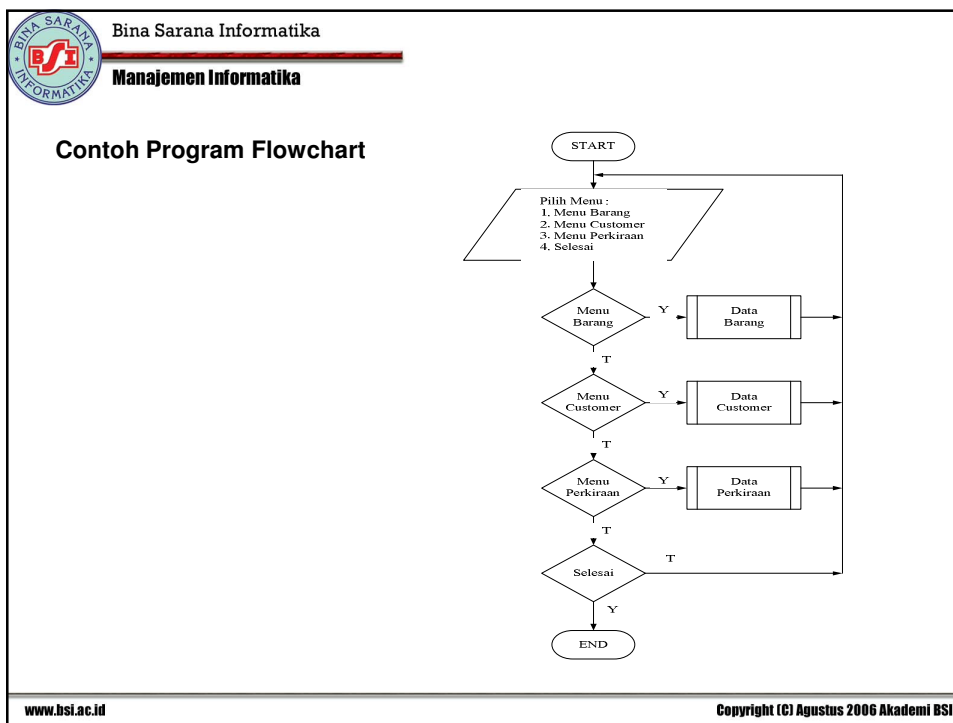 BINA SARANA
BSI
INFORMATIKA
Bina Sarana Informatika
Manajemen Informatika
Contoh Program Flowchart
START
Pilih Menu :
1. Menu Barang
2. Menu Customer
3. Menu Perkiraan
4. Selesai
Menu
Barang
Y
Data
Barang
T
Menu
Customer
Y
Data
Customer
T
Menu
Perkiraan
Y
Data
Perkiraan
T
Selesai
T
Y
END
www.bsi.ac.id
Copyright (C) Agustus 2006 Akademi BSI